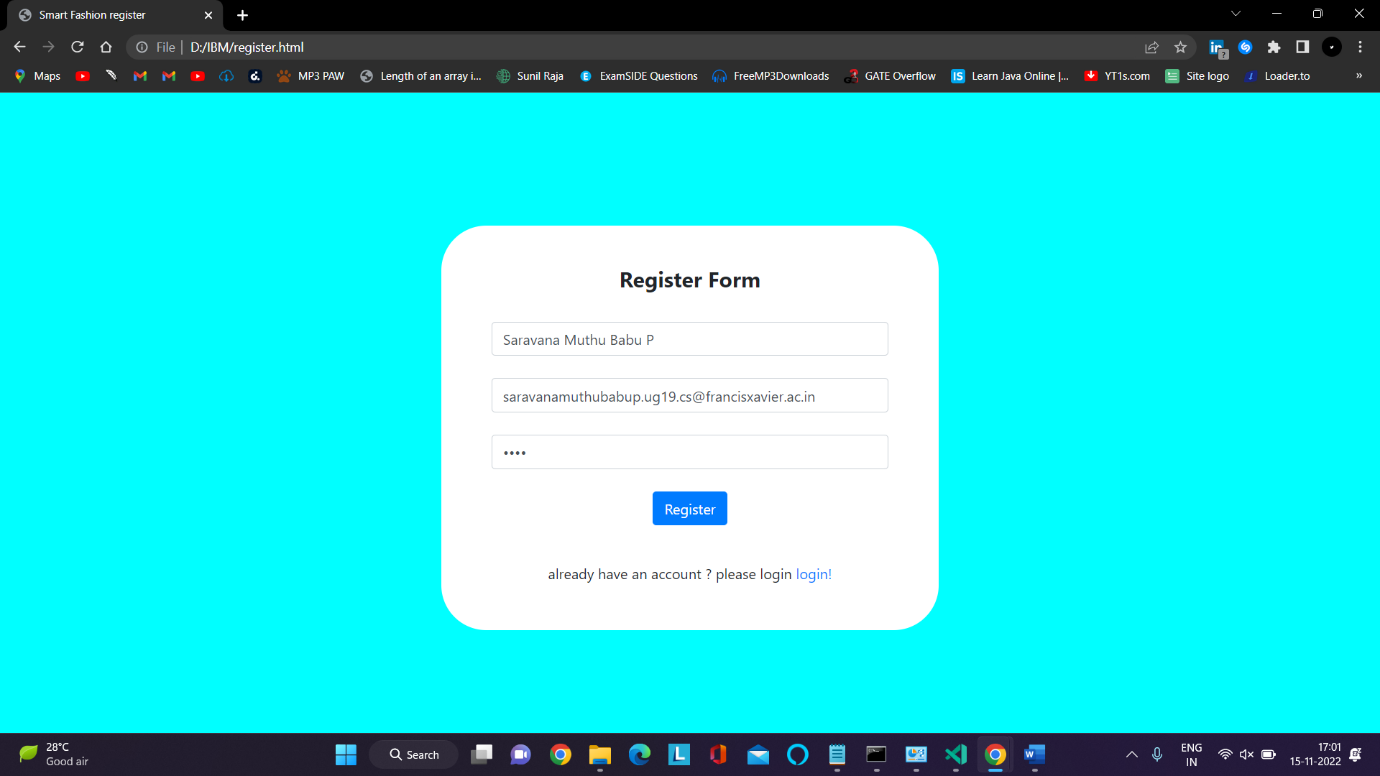 Smart Fashion register
File | D:/IBM/register.html
Maps MP3 PAW Length of an array i... Sunil Raja ExamSIDE Questions FreeMP3Downloads GATE Overflow IS Learn Java Online |... YT1s.com Site logo Loader.to »
Register Form
Saravana Muthu Babu P
saravanamuthubabup.ug19.cs@francisxavier.ac.in
••••
Register
already have an account ? please login login!
28°C
Good air
Search
ENG
IN
17:01
15-11-2022